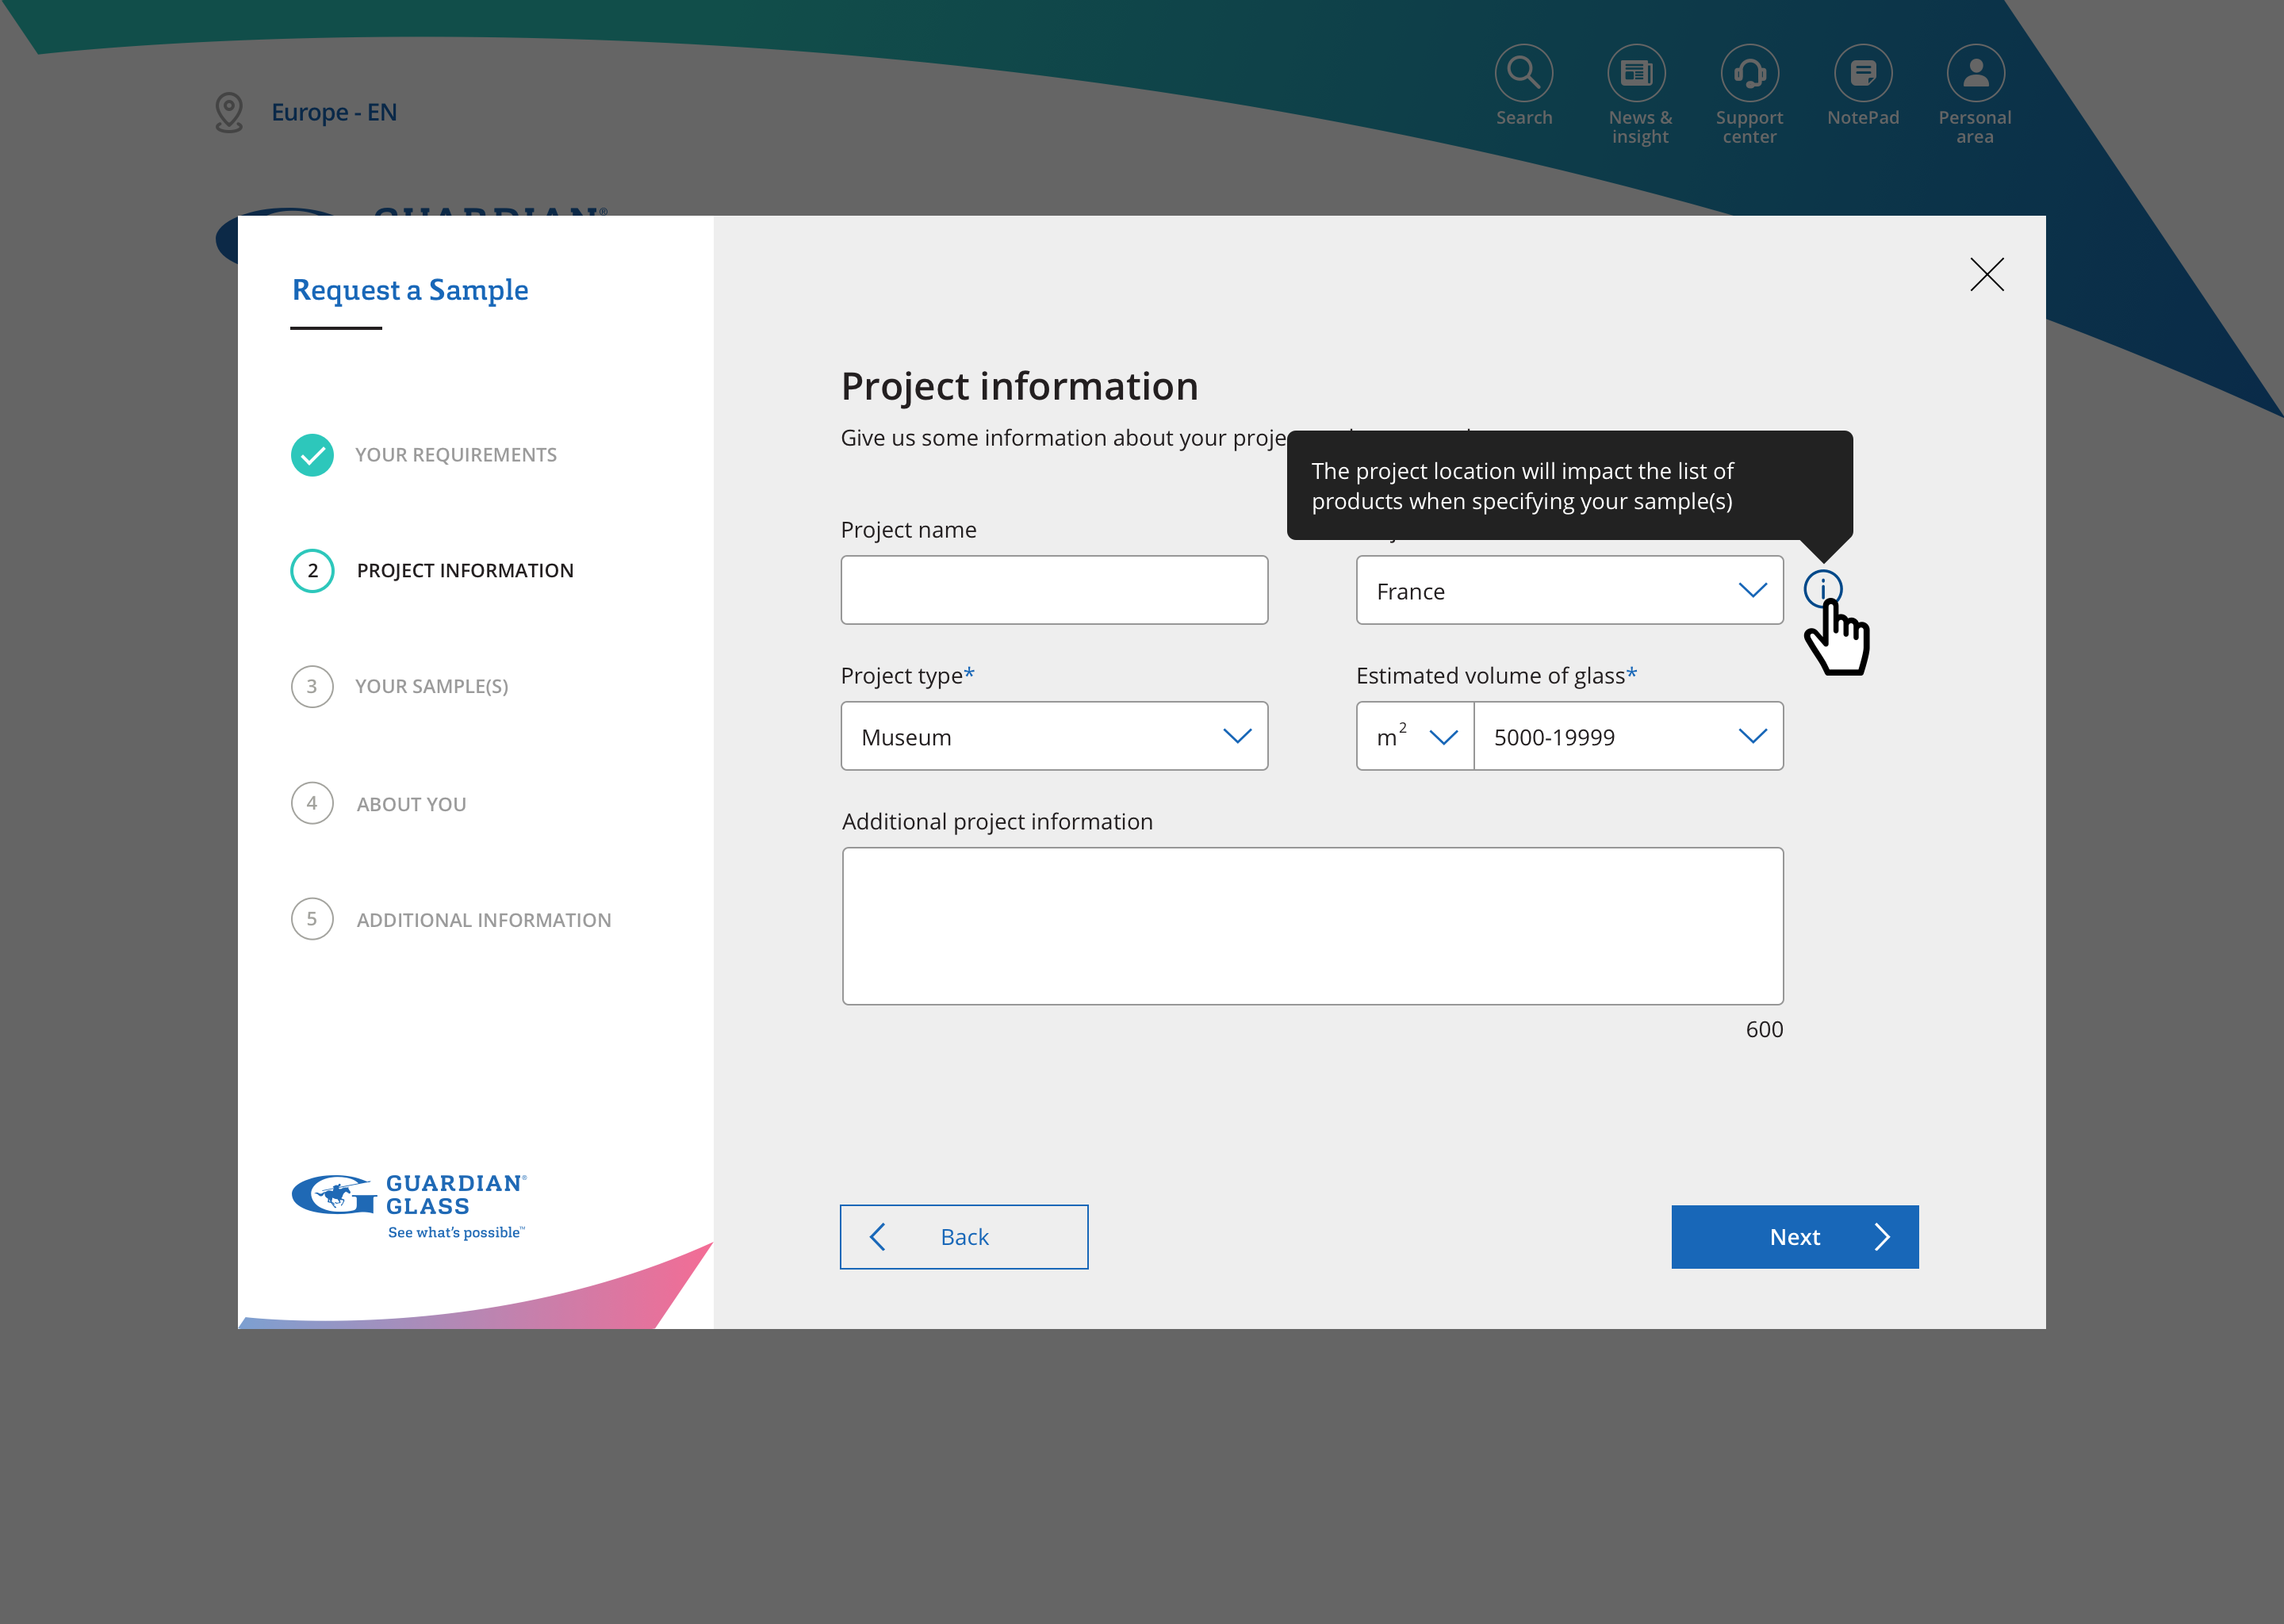 Europe - EN
Search
News &
insight
Support
center
NotePad
Personal
area
GUARDIAN®
Request a Sample
YOUR REQUIREMENTS
2 PROJECT INFORMATION
3 YOUR SAMPLE(S)
4 ABOUT YOU
5 ADDITIONAL INFORMATION
GUARDIAN®
GLASS
See what's possible™
Project information
Give us some information about your
The project location will impact the list of
products when specifying your sample(s)
Project name
France
Project type*
Museum
Estimated volume of glass*
m²
5000-19999
Additional project information
600
Back
Next